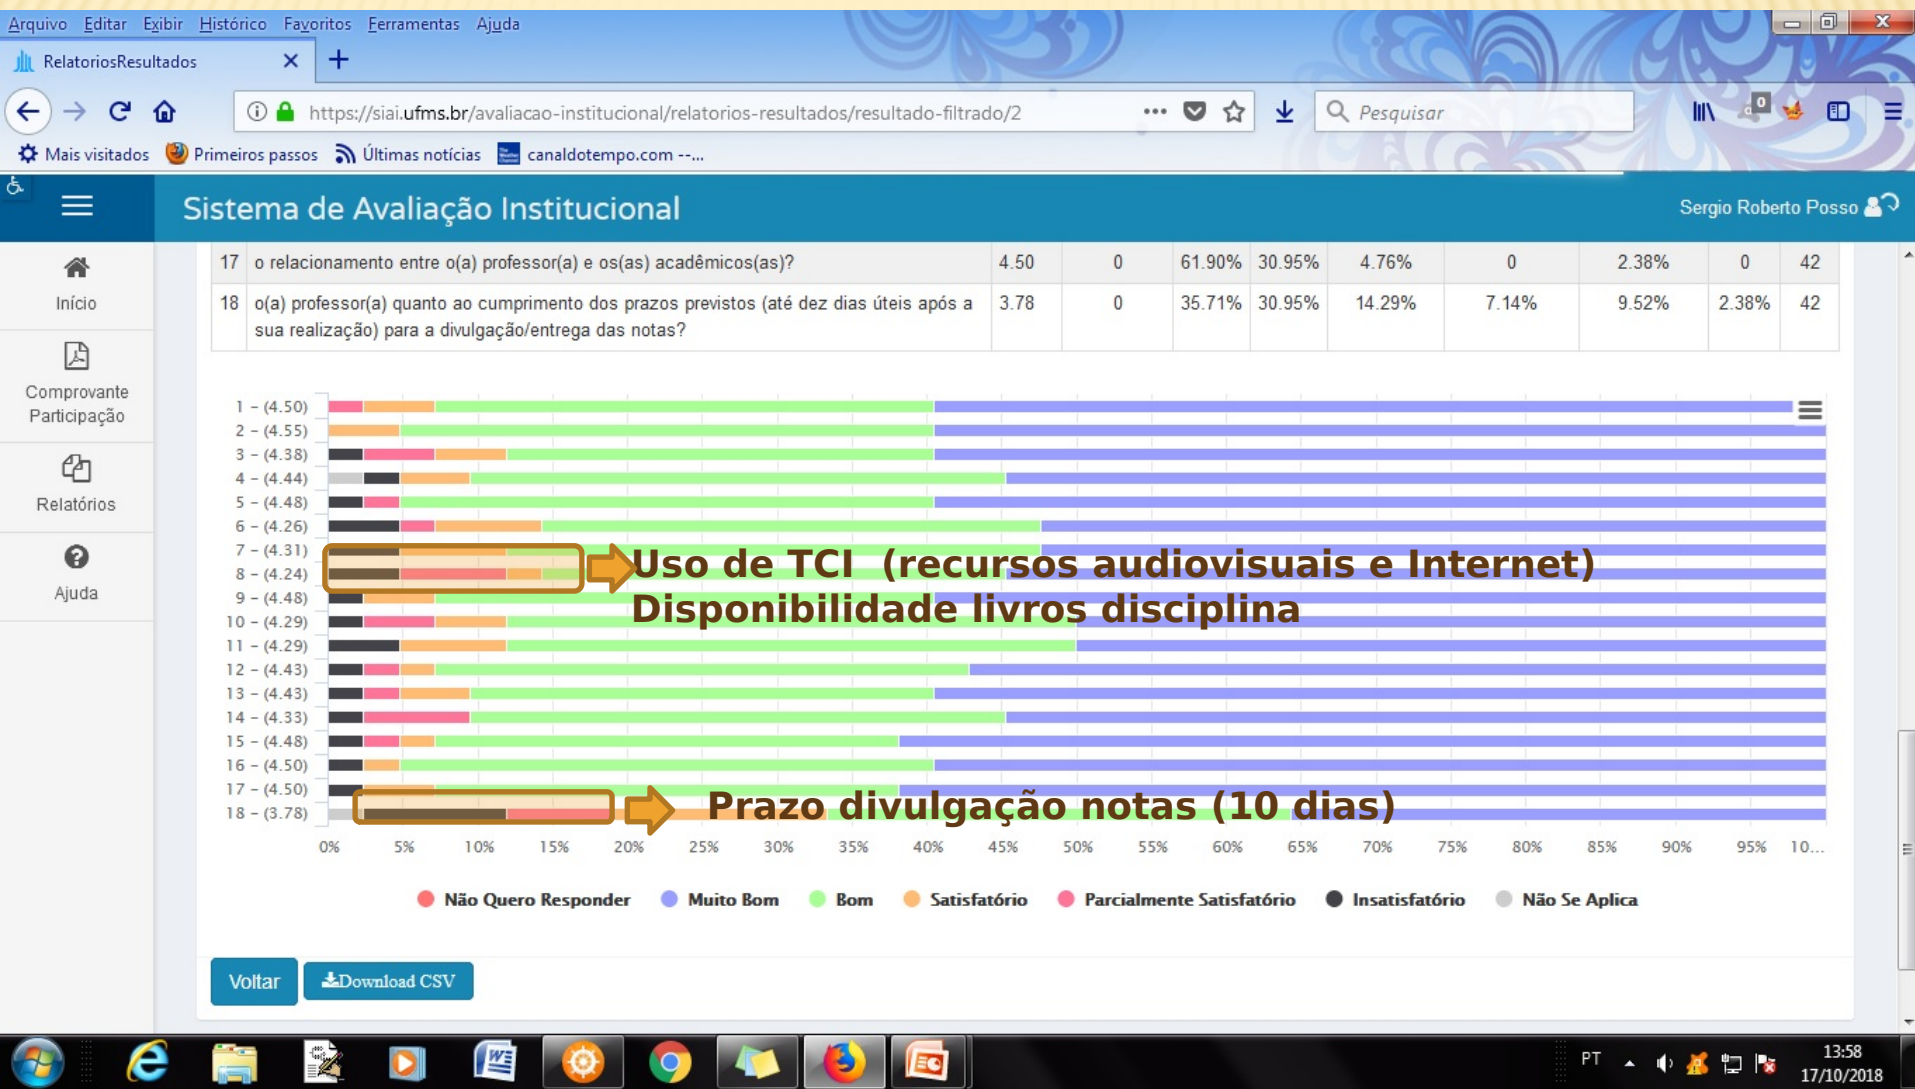 Arquivo Editar Exibir Histórico Favoritos Ferramentas Ajuda
RelatoriosResultados
https://siai.ufms.br/avaliacao-institucional/relatorios-resultados/resultado-filtrado/2
Pesquisar
0
Mais visitados Primeiros passos Últimas notícias canaldotempo.com --...
Sistema de Avaliação Institucional
Sergio Roberto Posso
Início
Comprovante
Participação
Relatórios
Ajuda
17 o relacionamento entre o(a) professor(a) e os(as) acadêmicos(as)? 4.50 0 61.90% 30.95% 4.76% 0 2.38% 0 42
18 o(a) professor(a) quanto ao cumprimento dos prazos previstos (até dez dias úteis após a 3.78 0 35.71% 30.95% 14.29% 7.14% 9.52% 2.38% 42
sua realização) para a divulgação/entrega das notas?
1 – (4.50)
2 – (4.55)
3 – (4.38)
4 – (4.44)
5 – (4.48)
6 – (4.26)
7 – (4.31)
8 – (4.24)
9 – (4.48)
10 – (4.29)
11 – (4.29)
12 – (4.43)
13 – (4.43)
14 – (4.33)
15 – (4.48)
16 – (4.50)
17 – (4.50)
18 – (3.78)
Uso de TCI (recursos audiovisuais e Internet)
Disponibilidade livros disciplina
Prazo divulgação notas (10 dias)
0% 5% 10% 15% 20% 25% 30% 35% 40% 45% 50% 55% 60% 65% 70% 75% 80% 85% 90% 95% 10...
Não Quero Responder Muito Bom Bom Satisfatório Parcialmente Satisfatório Insatisfatório Não Se Aplica
Voltar Download CSV
PT
13:58
17/10/2018